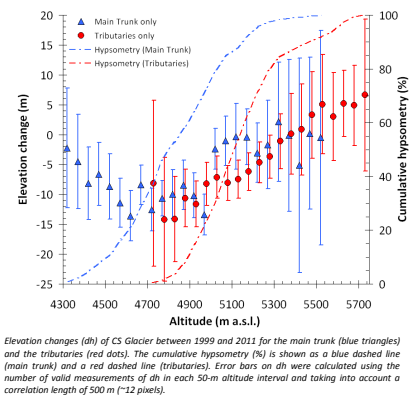 Main Trunk only
Tributaries only
Hypsometry (Main Trunk)
Hypsometry (Tributaries)
Elevation change (m)
20
15
10
5
0
-5
-10
-15
-20
-25
4300 4500 4700 4900 5100 5300 5500 5700
Altitude (m a.s.l.)
100
80
60
40
20
0
Cumulative hypsometry (%)
Elevation changes (dh) of CS Glacier between 1999 and 2011 for the main trunk (blue triangles)
and the tributaries (red dots). The cumulative hypsometry (%) is shown as a blue dashed line
(main trunk) and a red dashed line (tributaries). Error bars on dh were calculated using the
number of valid measurements of dh in each 50-m altitude interval and taking into account a
correlation length of 500 m (~12 pixels).